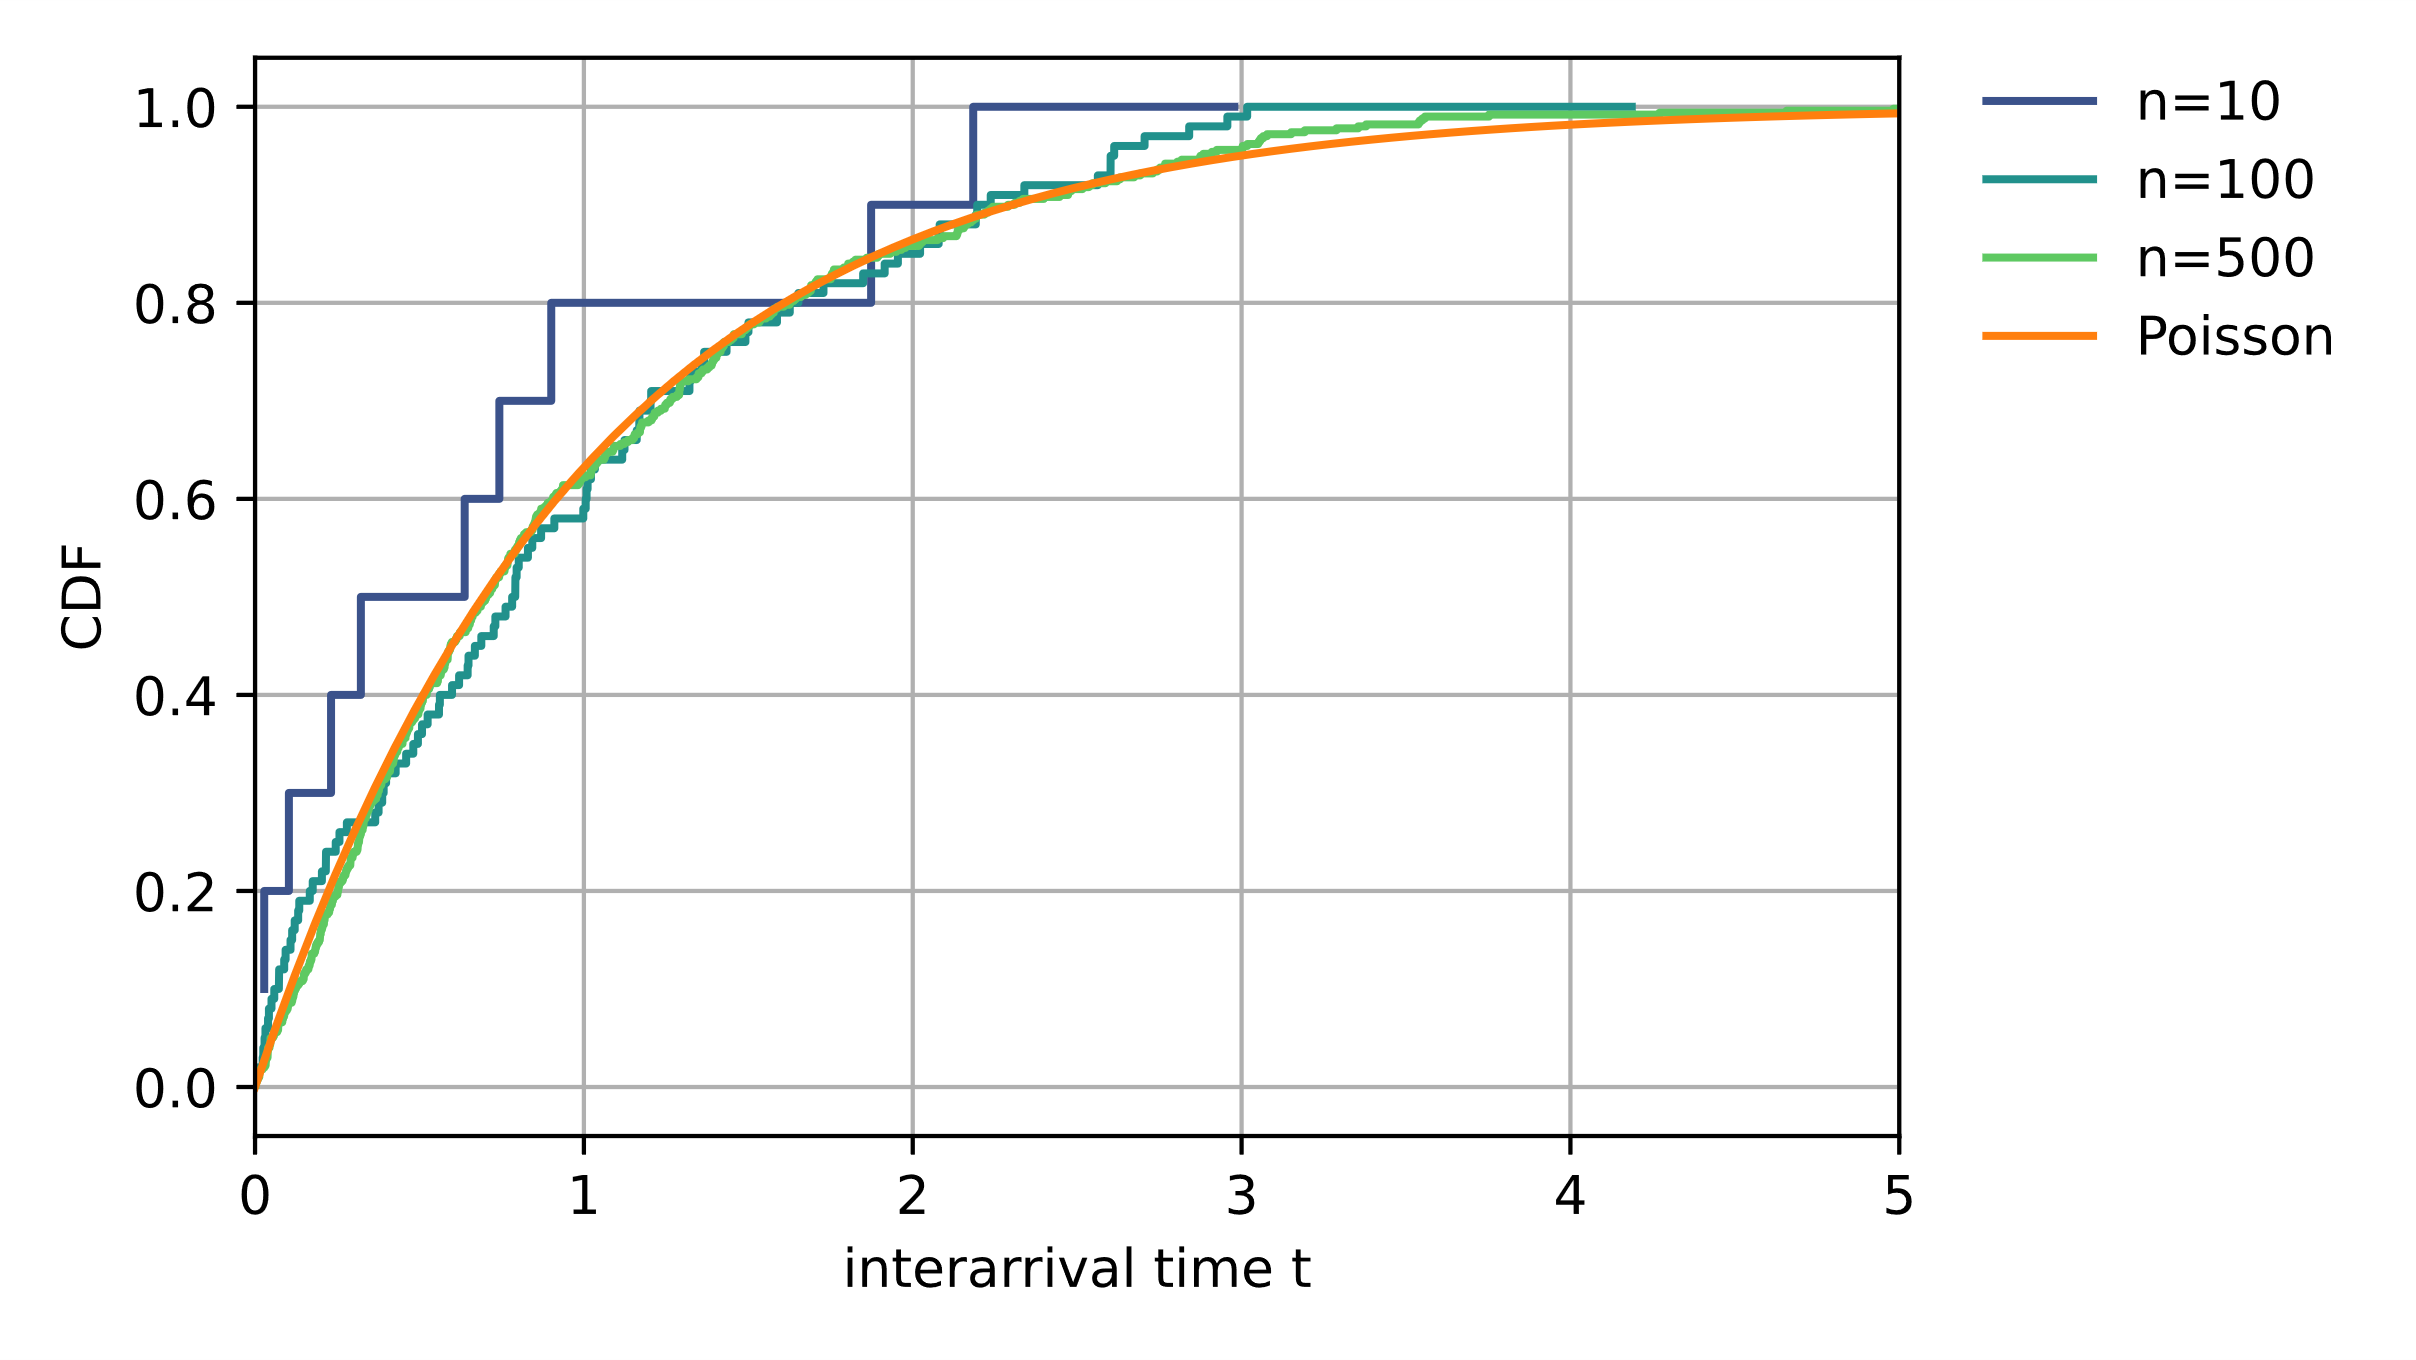 n=10
n=100
n=500
Poisson
CDF
1.0
0.8
0.6
0.4
0.2
0.0
0 1 2 3 4 5
interarrival time t